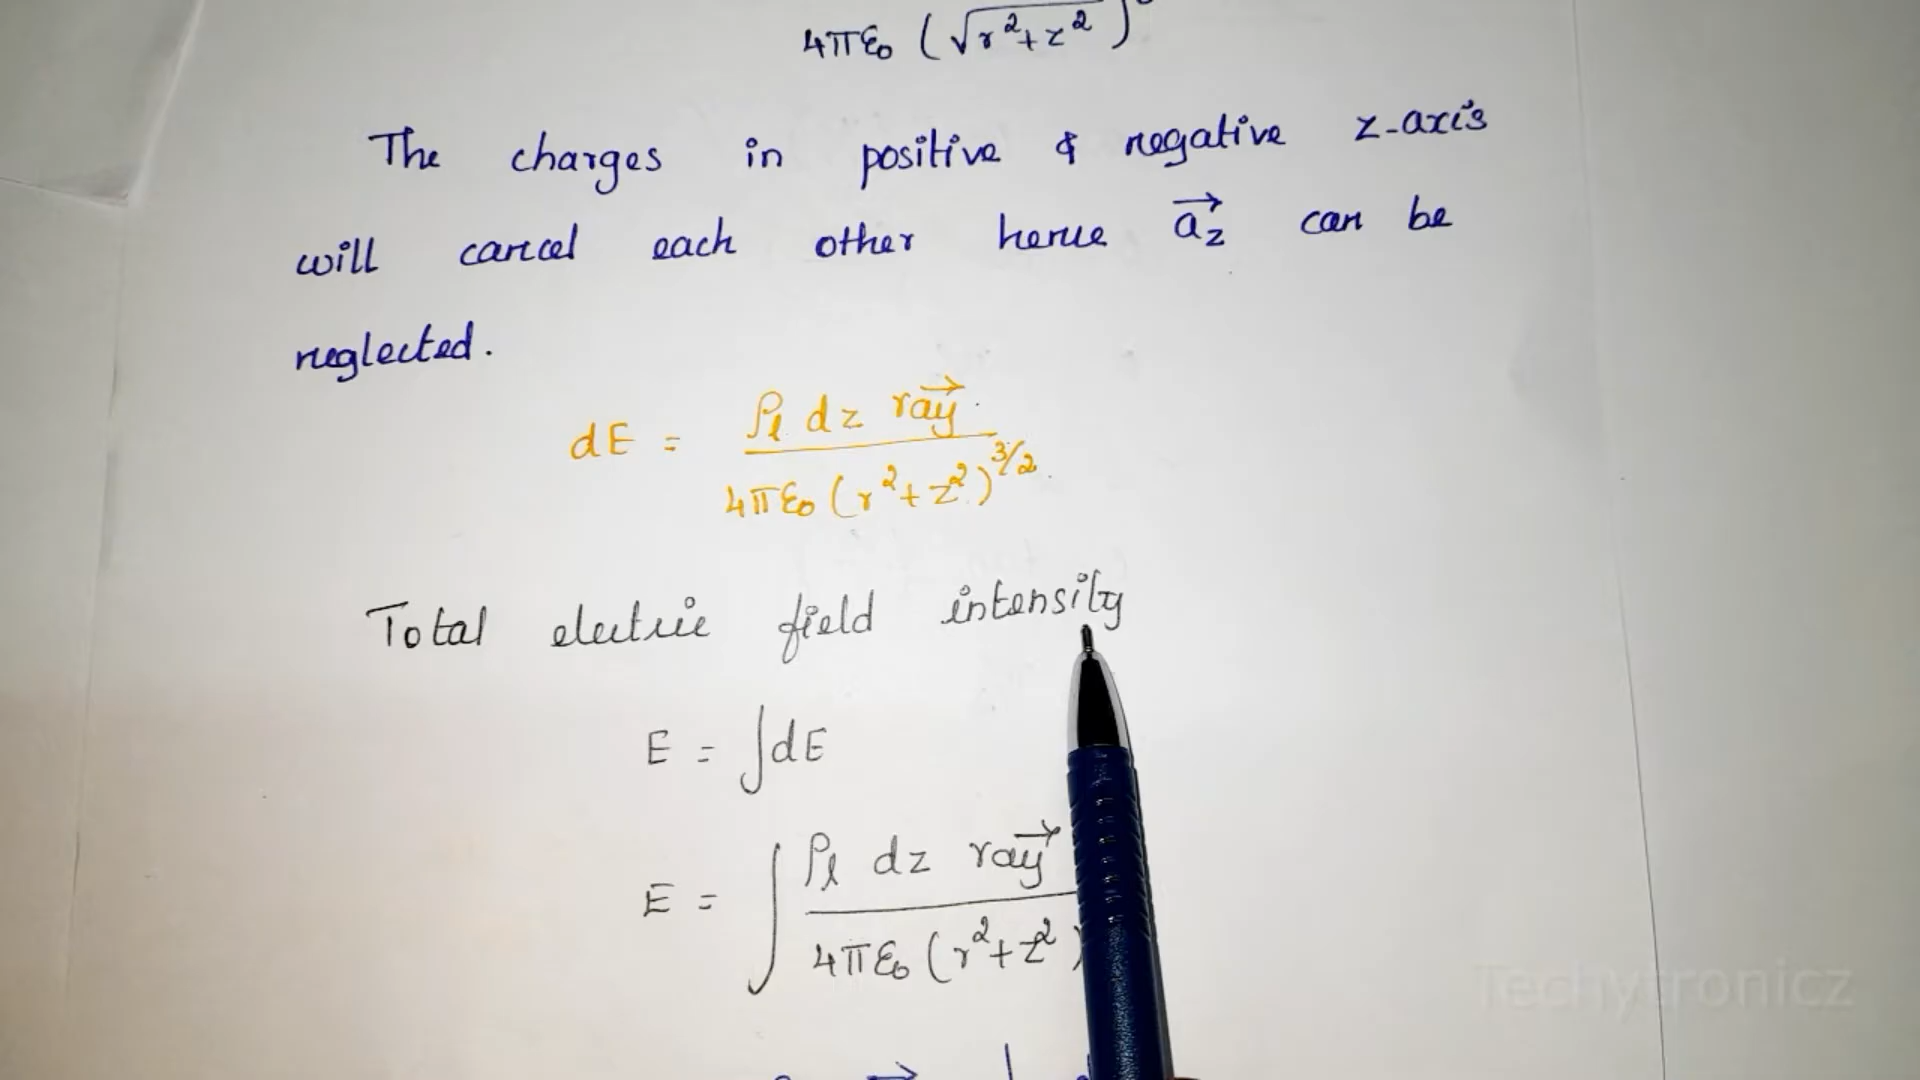 4πε₀ (√r²+z²)
The charges in positive & negative z-axis
will cancel each other hence a⃗z can be
neglected.
dE = ρl dz r a⃗y / 4πε₀ (r²+z²)^3/2
Total electric field intensity
E = ∫dE
E = ∫ ρl dz r a⃗y / 4πε₀ (r²+z²)
Techytronicz